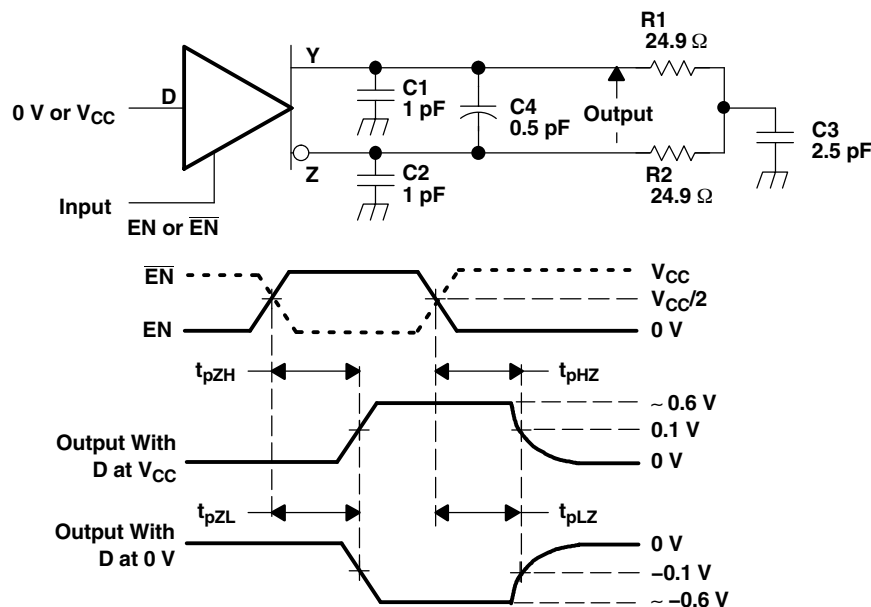 R1
24.9 Ω
Y
D
0 V or VCC
C1
1 pF
C4
0.5 pF
Output
C3
2.5 pF
Z
C2
1 pF
R2
24.9 Ω
Input
EN or E̅N̅
E̅N̅
VCC
VCC/2
EN
0 V
tpZH
tpHZ
~ 0.6 V
0.1 V
Output With
D at VCC
0 V
tpZL
tpLZ
Output With
D at 0 V
0 V
−0.1 V
~ −0.6 V